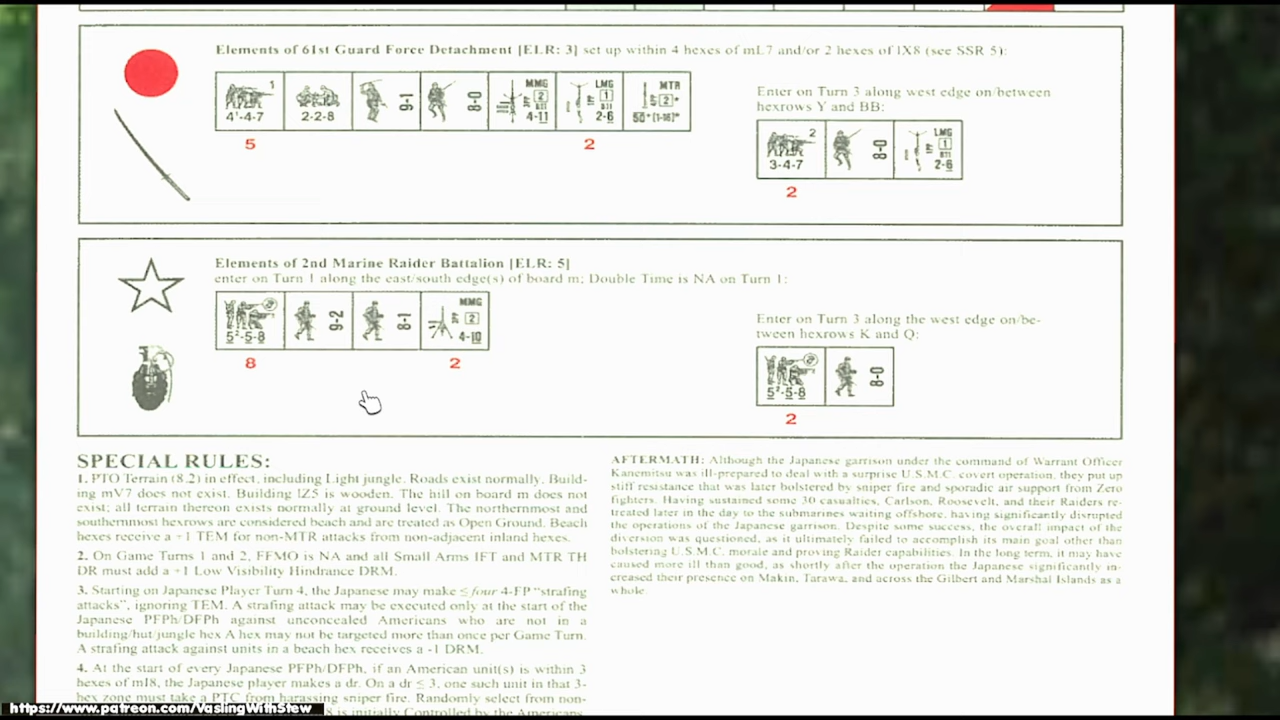 Elements of 61st Guard Force Detachment [ELR: 3] set up within 4 hexes of mL7 and/or 2 hexes of lX8 (see SSR 5):
1
4¹-4-7
2-2-8
9-1
8-0
MMG
2
B11
4-11
LMG
1
B11
2-6
MTR
2
50* [1-16]*
5
2
Enter on Turn 3 along west edge on/between
hexrows Y and BB:
2
3-4-7
8-0
LMG
1
B11
2-6
2
Elements of 2nd Marine Raider Battalion [ELR: 5]
enter on Turn 1 along the east/south edge(s) of board m; Double Time is NA on Turn 1:
5²-5-8
9-2
8-1
MMG
2
4-10
8
2
Enter on Turn 3 along the west edge on/be-
tween hexrows K and Q:
5²-5-8
8-0
2
SPECIAL RULES:
1. PTO Terrain (8.2) in effect, including Light jungle. Roads exist normally. Build-
ing mV7 does not exist. Building lZ5 is wooden. The hill on board m does not
exist; all terrain thereon exists normally at ground level. The northernmost and
southernmost hexrows are considered beach and are treated as Open Ground. Beach
hexes receive a +1 TEM for non-MTR attacks from non-adjacent inland hexes.
2. On Game Turns 1 and 2, FFMO is NA and all Small Arms IFT and MTR TH
DR must add a +1 Low Visibility Hindrance DRM.
3. Starting on Japanese Player Turn 4, the Japanese may make ≤ four 4-FP "strafing
attacks", ignoring TEM. A strafing attack may be executed only at the start of the
Japanese PFPh/DFPh against unconcealed Americans who are not in a
building/hut/jungle hex A hex may not be targeted more than once per Game Turn.
A strafing attack against units in a beach hex receives a -1 DRM.
4. At the start of every Japanese PFPh/DFPh, if an American unit(s) is within 3
hexes of mI8, the Japanese player makes a dr. On a dr ≤ 3, one such unit in that 3-
hex zone must take a PTC from harassing sniper fire. Randomly select from non-
8 is initially Controlled by the Americans.
AFTERMATH: Although the Japanese garrison under the command of Warrant Officer
Kanemitsu was ill-prepared to deal with a surprise U.S.M.C. covert operation, they put up
stiff resistance that was later bolstered by sniper fire and sporadic air support from Zero
fighters. Having sustained some 30 casualties, Carlson, Roosevelt, and their Raiders re-
treated later in the day to the submarines waiting offshore, having significantly disrupted
the operations of the Japanese garrison. Despite some success, the overall impact of the
diversion was questioned, as it ultimately failed to accomplish its main goal other than
bolstering U.S.M.C. morale and proving Raider capabilities. In the long term, it may have
caused more ill than good, as shortly after the operation the Japanese significantly in-
creased their presence on Makin, Tarawa, and across the Gilbert and Marshal Islands as a
whole.
https://www.patreon.com/VaslingWithStew